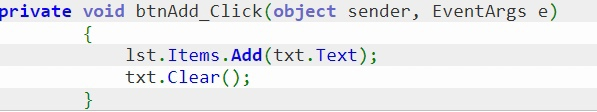 private void btnAdd_Click(object sender, EventArgs e)
{
lst.Items.Add(txt.Text);
txt.Clear();
}